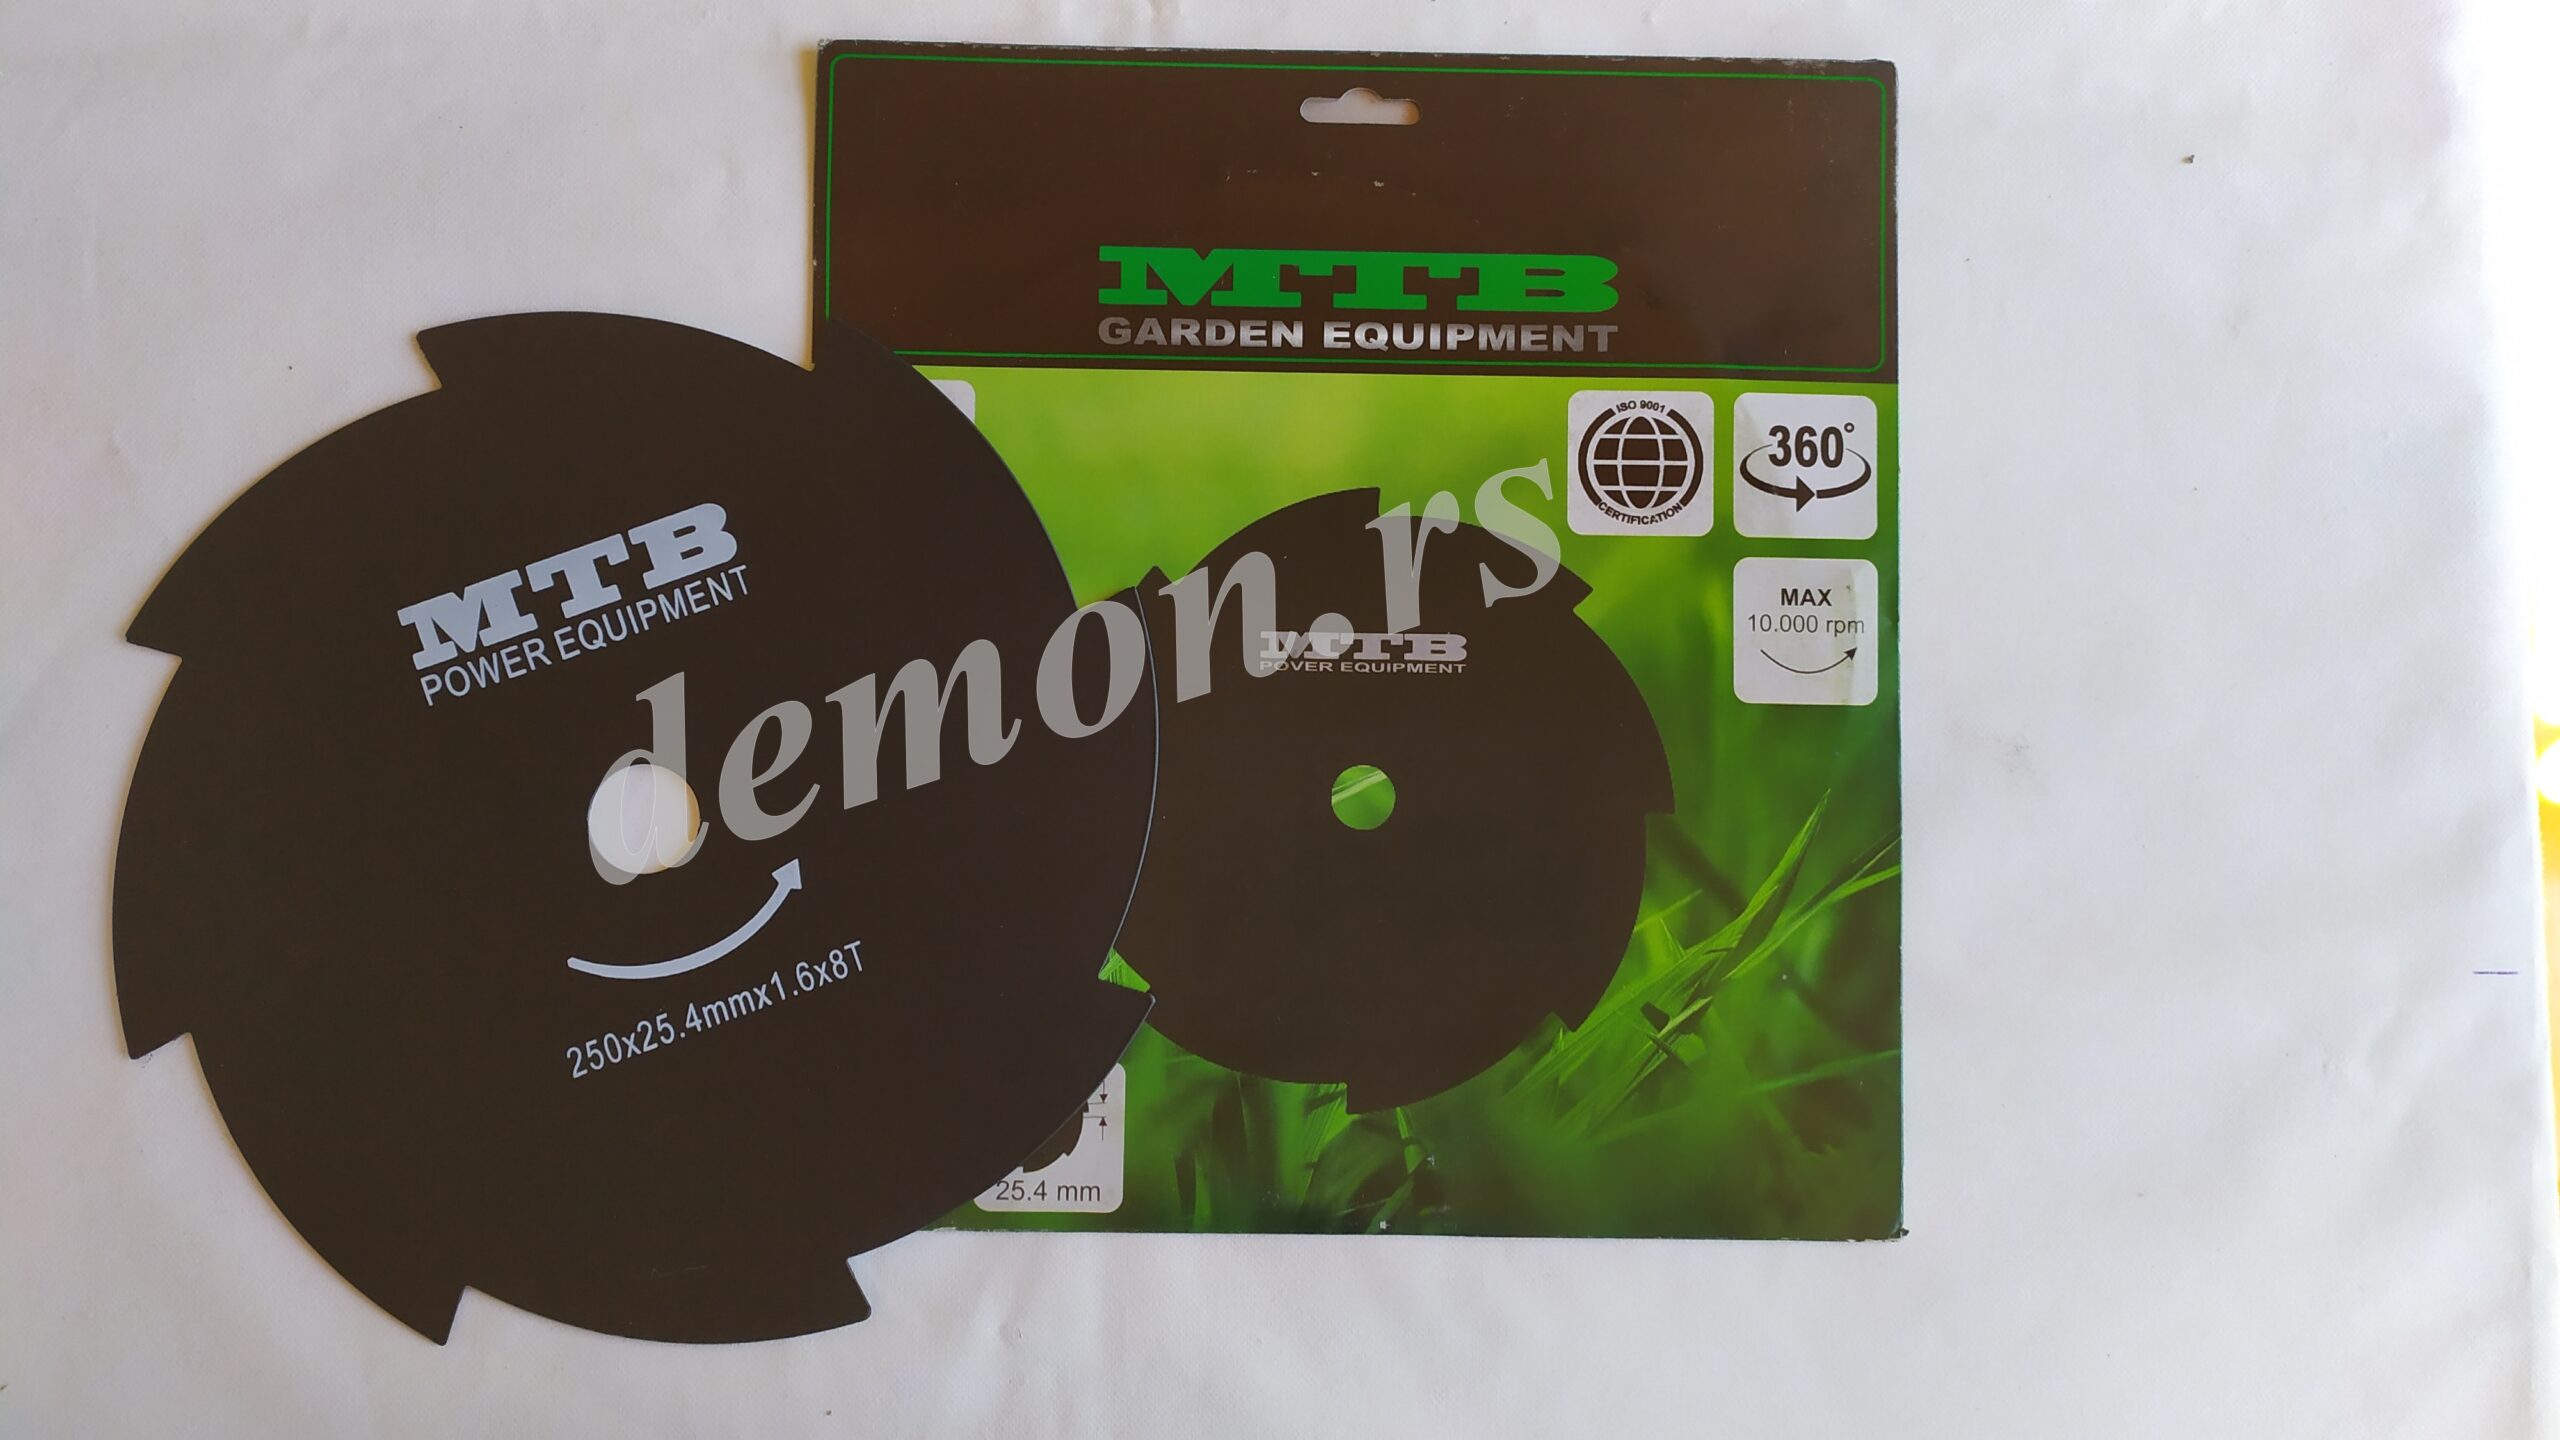 MTB
GARDEN EQUIPMENT
ISO 9001
CERTIFICATION
360°
MAX
10.000 rpm
MTB
POWER EQUIPMENT
250x25.4mmx1.6x8T
MTB
POVER EQUIPMENT
25.4 mm
demon.rs